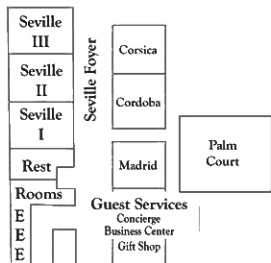 Seville
III
Seville
II
Seville
I
Seville Foyer
Corsica
Cordoba
Madrid
Palm
Court
Rest
Rooms
Guest Services
Concierge
Business Center
Gift Shop
E
E
E